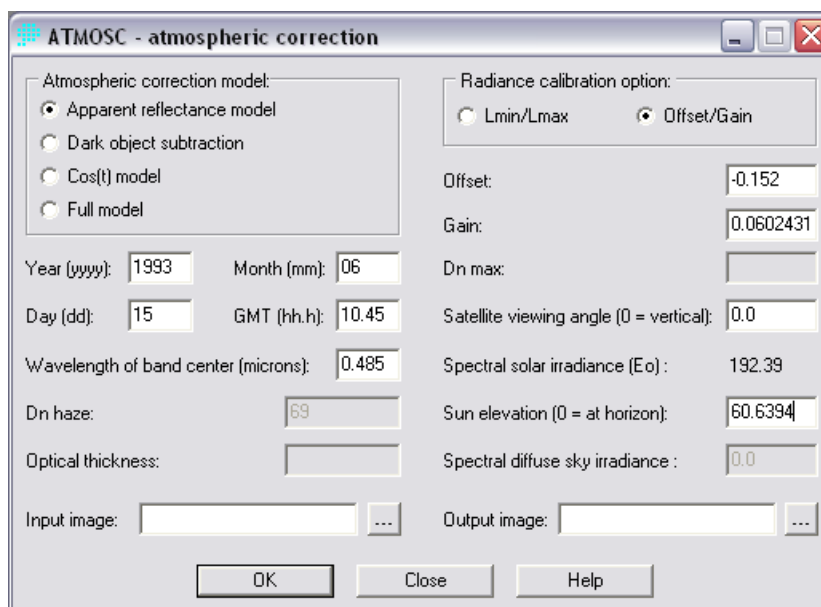 ATMOSC - atmospheric correction
Atmospheric correction model:
Apparent reflectance model
Dark object subtraction
Cos(t) model
Full model
Radiance calibration option:
Lmin/Lmax Offset/Gain
Offset: -0.152
Gain: 0.0602431
Year (yyyy): 1993 Month (mm): 06 Dn max:
Day (dd): 15 GMT (hh.h): 10.45 Satellite viewing angle (0 = vertical): 0.0
Wavelength of band center (microns): 0.485 Spectral solar irradiance (Eo) : 192.39
Dn haze: 69 Sun elevation (0 = at horizon): 60.6394
Optical thickness: Spectral diffuse sky irradiance : 0.0
Input image: ... Output image: ...
OK Close Help